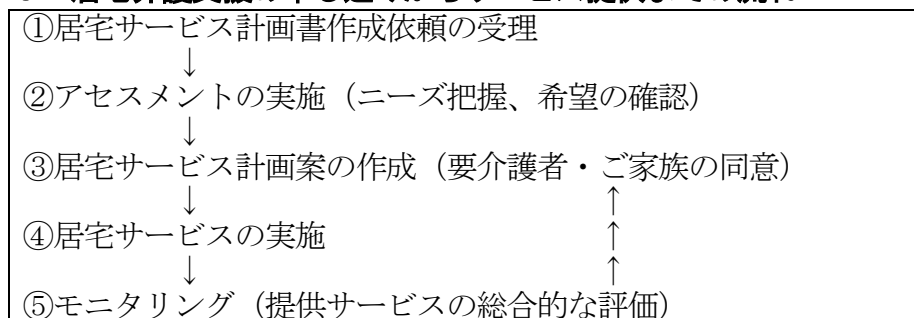 ①居宅サービス計画書作成依頼の受理
↓
②アセスメントの実施（ニーズ把握、希望の確認）
↓
③居宅サービス計画案の作成（要介護者・ご家族の同意）
↓ ↑
④居宅サービスの実施 ↑
↓ ↑
⑤モニタリング（提供サービスの総合的な評価）